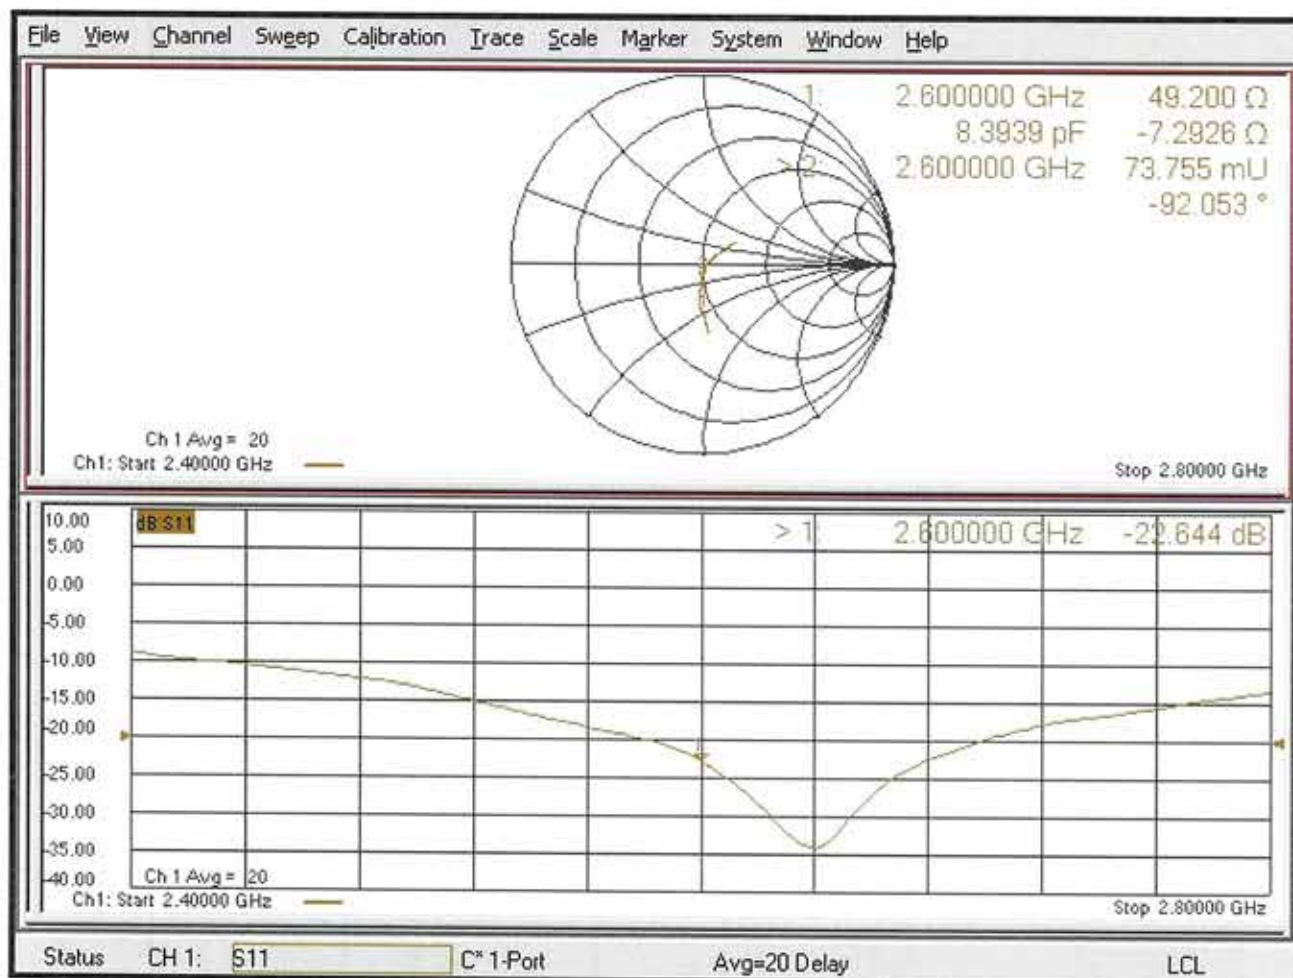 File View Channel Sweep Calibration Trace Scale Marker System Window Help
1: 2.600000 GHz 49.200 Ω
8.3939 pF -7.2926 Ω
> 2: 2.600000 GHz 73.755 mU
-92.053 °
Ch 1 Avg = 20
Ch1: Start 2.40000 GHz
Stop 2.80000 GHz
10.00
dB S11
> 1: 2.600000 GHz -22.644 dB
5.00
0.00
-5.00
-10.00
-15.00
-20.00
-25.00
-30.00
-35.00
-40.00
Ch 1 Avg = 20
Ch1: Start 2.40000 GHz
Stop 2.80000 GHz
Status CH 1: S11 C* 1-Port Avg=20 Delay LCL